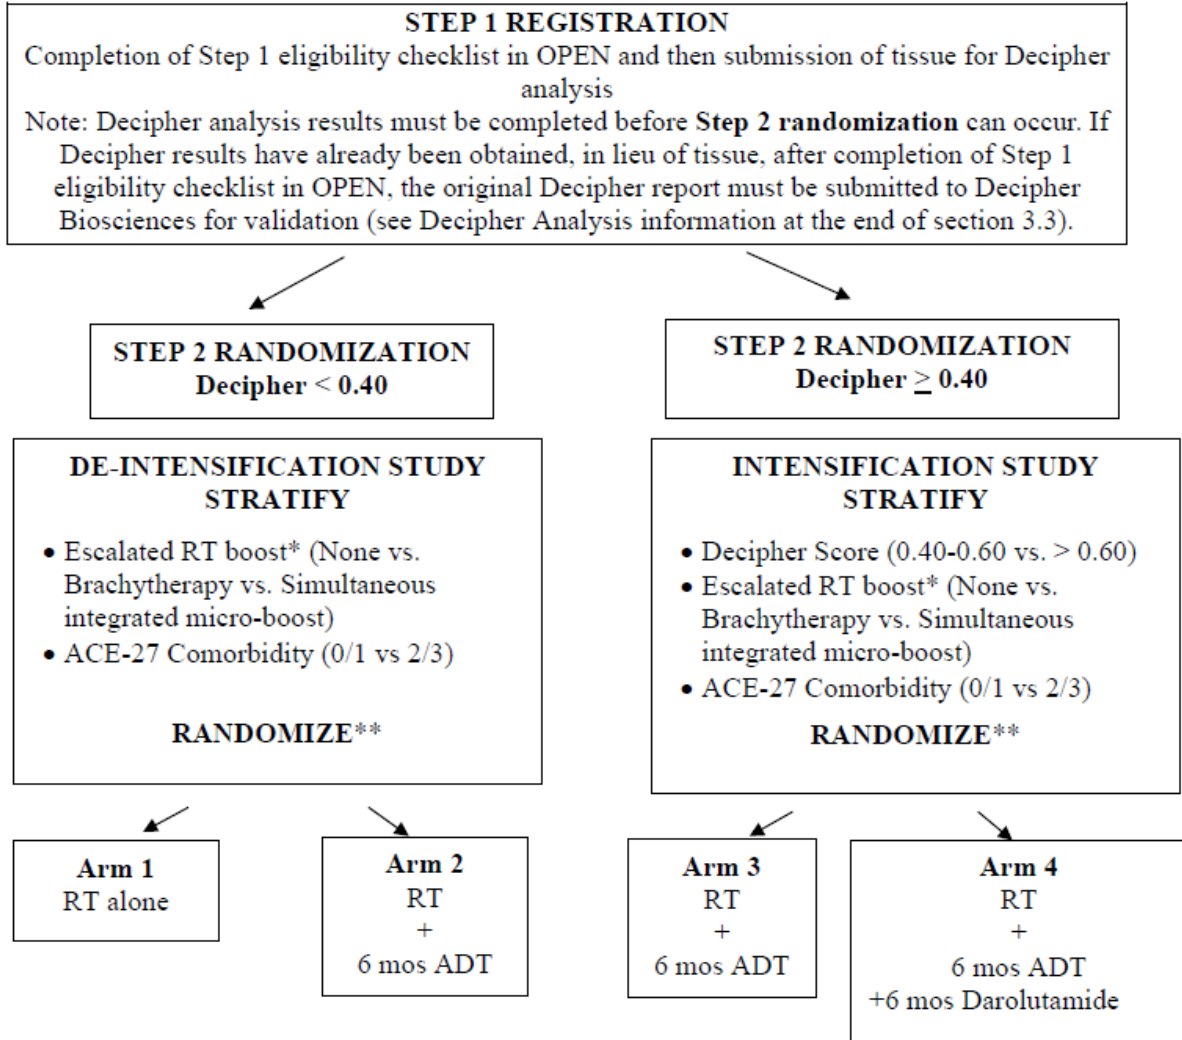 STEP 1 REGISTRATION
Completion of Step 1 eligibility checklist in OPEN and then submission of tissue for Decipher
analysis
Note: Decipher analysis results must be completed before Step 2 randomization can occur. If
Decipher results have already been obtained, in lieu of tissue, after completion of Step 1
eligibility checklist in OPEN, the original Decipher report must be submitted to Decipher
Biosciences for validation (see Decipher Analysis information at the end of section 3.3).
STEP 2 RANDOMIZATION
Decipher < 0.40
STEP 2 RANDOMIZATION
Decipher ≥ 0.40
DE-INTENSIFICATION STUDY
STRATIFY
• Escalated RT boost* (None vs.
Brachytherapy vs. Simultaneous
integrated micro-boost)
• ACE-27 Comorbidity (0/1 vs 2/3)
RANDOMIZE**
INTENSIFICATION STUDY
STRATIFY
• Decipher Score (0.40-0.60 vs. > 0.60)
• Escalated RT boost* (None vs.
Brachytherapy vs. Simultaneous
integrated micro-boost)
• ACE-27 Comorbidity (0/1 vs 2/3)
RANDOMIZE**
Arm 1
RT alone
Arm 2
RT
+
6 mos ADT
Arm 3
RT
+
6 mos ADT
Arm 4
RT
+
6 mos ADT
+6 mos Darolutamide